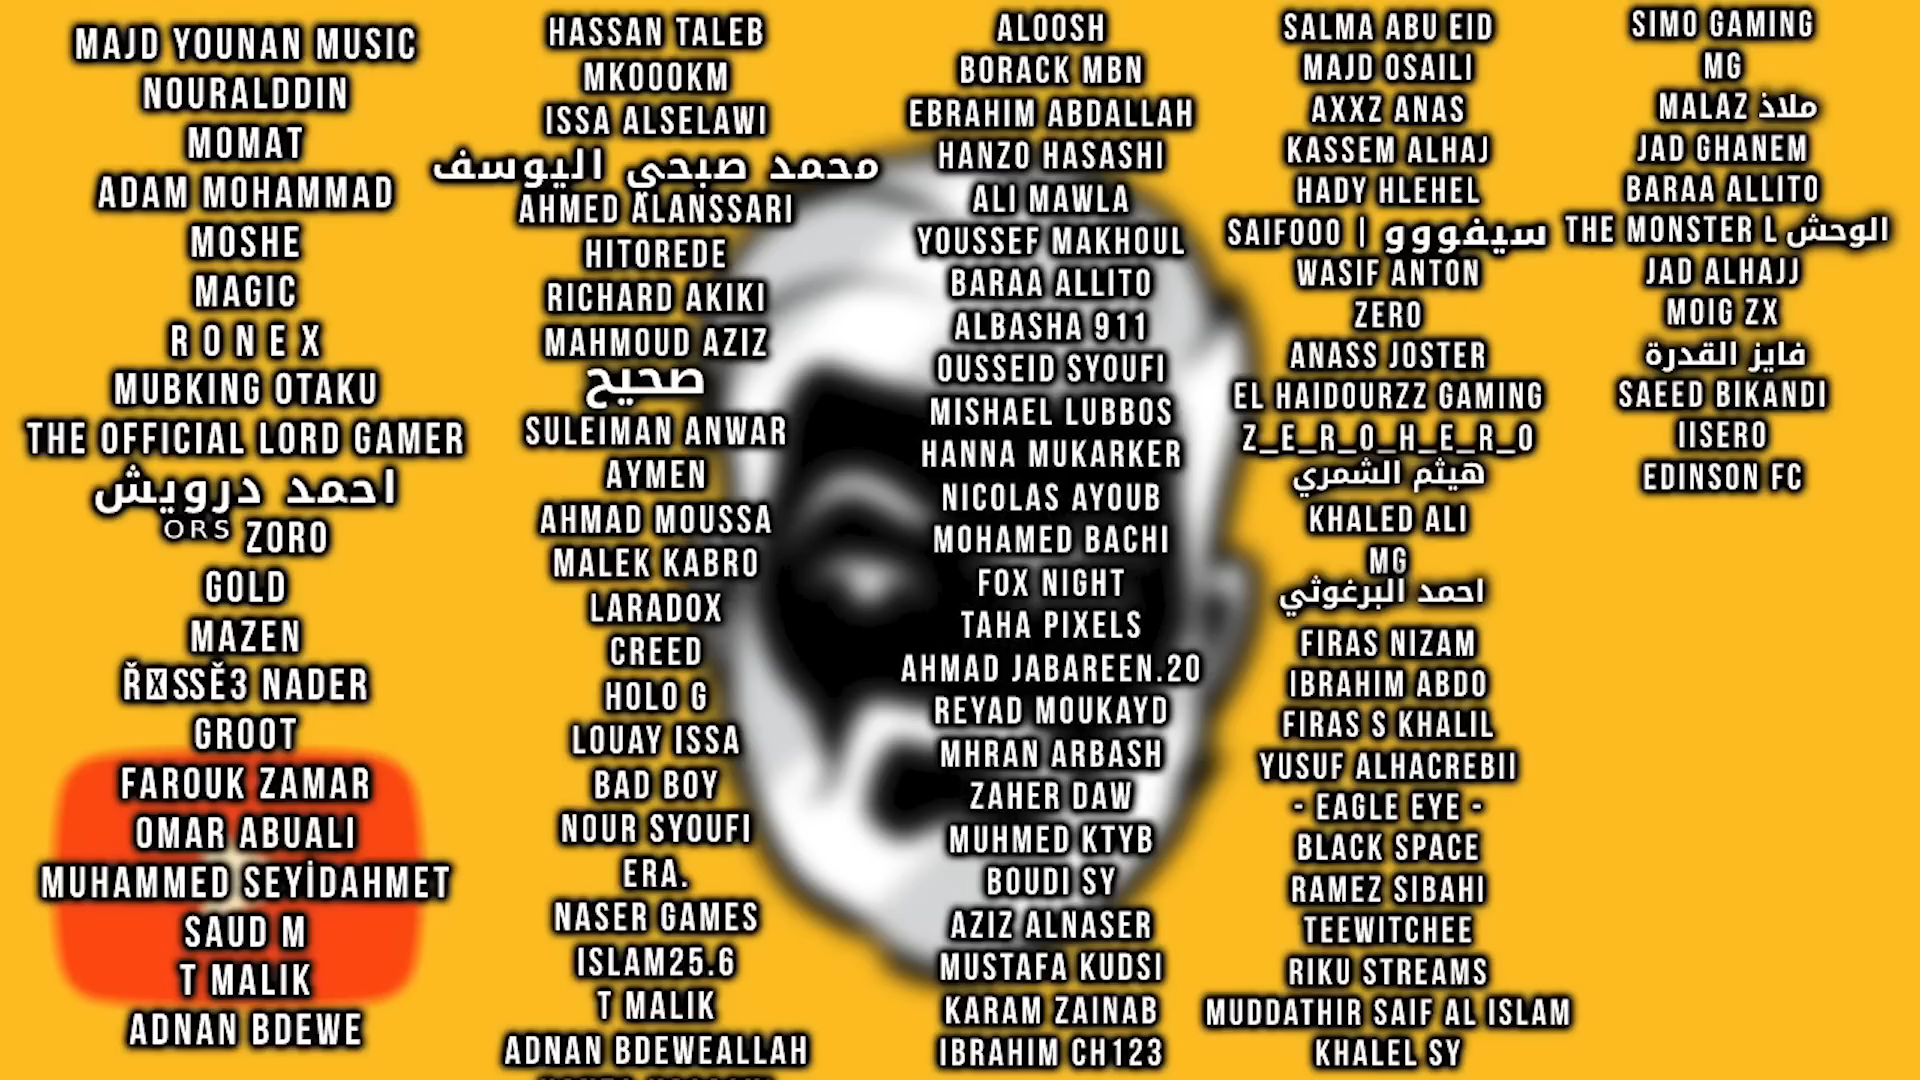 MAJD YOUNAN MUSIC
NOURALDDIN
MOMAT
ADAM MOHAMMAD
MOSHE
MAGIC
R O N E X
MUBKING OTAKU
THE OFFICIAL LORD GAMER
احمد درويش
ORS ZORO
GOLD
MAZEN
NADER
GROOT
FAROUK ZAMAR
OMAR ABUALI
MUHAMMED SEYİDAHMET
SAUD M
T MALIK
ADNAN BDEWE
HASSAN TALEB
MKOOOKM
ISSA ALSELAWI
محمد صبحي اليوسف
AHMED ALANSSARI
HITOREDE
RICHARD AKIKI
MAHMOUD AZIZ
صحيح
SULEIMAN ANWAR
AYMEN
AHMAD MOUSSA
MALEK KABRO
LARADOX
CREED
HOLO G
LOUAY ISSA
BAD BOY
NOUR SYOUFI
ERA.
NASER GAMES
ISLAM25.6
T MALIK
ADNAN BDEWEALLAH
ALOOSH
BORACK MBN
EBRAHIM ABDALLAH
HANZO HASASHI
ALI MAWLA
YOUSSEF MAKHOUL
BARAA ALLITO
ALBASHA 911
OUSSEID SYOUFI
MISHAEL LUBBOS
HANNA MUKARKER
NICOLAS AYOUB
MOHAMED BACHI
FOX NIGHT
TAHA PIXELS
AHMAD JABAREEN.20
REYAD MOUKAYD
MHRAN ARBASH
ZAHER DAW
MUHMED KTYB
BOUDI SY
AZIZ ALNASER
MUSTAFA KUDSI
KARAM ZAINAB
IBRAHIM CH123
SALMA ABU EID
MAJD OSAILI
AXXZ ANAS
KASSEM ALHAJ
HADY HLEHEL
SAIFOOO | سيفووو
WASIF ANTON
ZERO
ANASS JOSTER
EL HAIDOURZZ GAMING
Z_E_R_O_H_E_R_O
هيثم الشمري
KHALED ALI
MG
احمد البرغوثي
FIRAS NIZAM
IBRAHIM ABDO
FIRAS S KHALIL
YUSUF ALHACREBII
- EAGLE EYE -
BLACK SPACE
RAMEZ SIBAHI
TEEWITCHEE
RIKU STREAMS
MUDDATHIR SAIF AL ISLAM
KHALEL SY
SIMO GAMING
MG
MALAZ ملاذ
JAD GHANEM
BARAA ALLITO
THE MONSTER L الوحش
JAD ALHAJJ
MOIG ZX
فايز القدرة
SAEED BIKANDI
IISERO
EDINSON FC